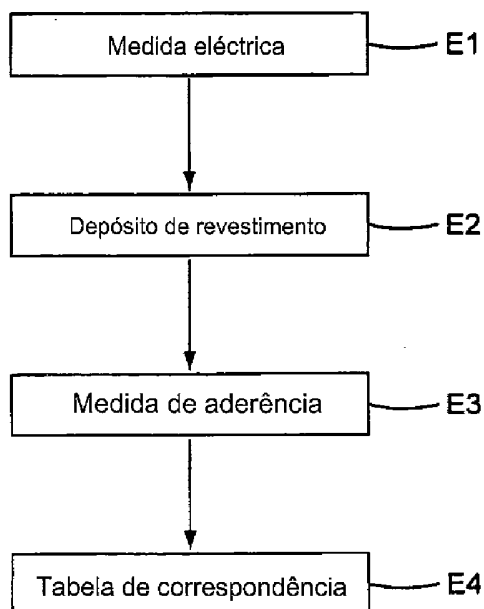 Medida eléctrica E1
Depósito de revestimento E2
Medida de aderência E3
Tabela de correspondência E4